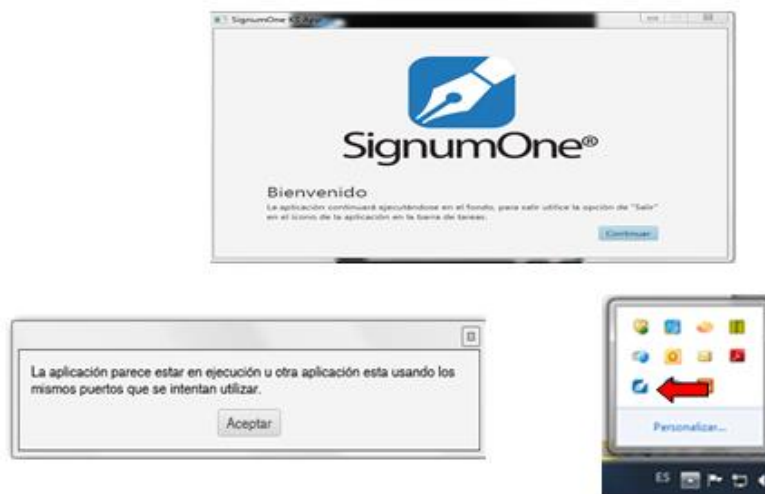 SignumOne KS App
SignumOne®
Bienvenido
La aplicación continuará ejecutándose en el fondo, para salir utilice la opción de "Salir"
en el icono de la aplicación en la barra de tareas.
Continuar
La aplicación parece estar en ejecución u otra aplicación esta usando los
mismos puertos que se intentan utilizar.
Aceptar
Personalizar...
ES